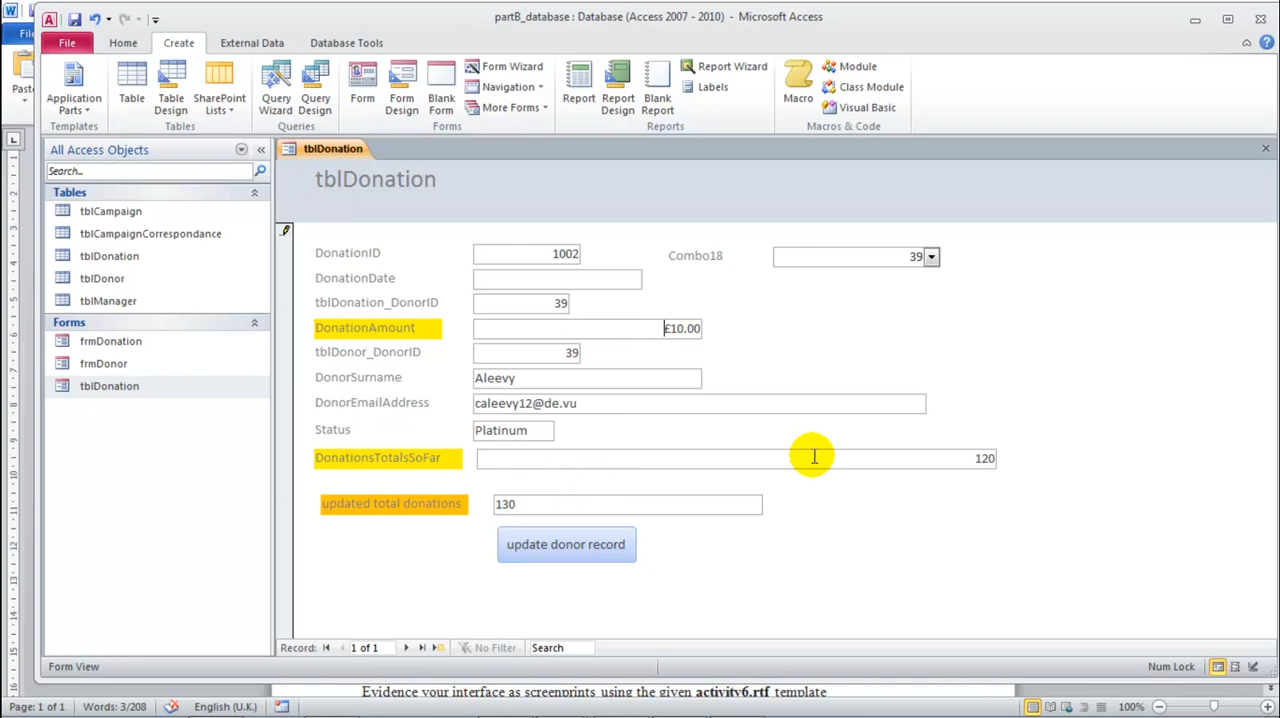 partB_database : Database (Access 2007 - 2010) - Microsoft Access
File
Home
Create
External Data
Database Tools
Paste
Application Parts
Table
Table Design
SharePoint Lists
Query Wizard
Query Design
Form
Form Design
Blank Form
Form Wizard
Navigation
More Forms
Report
Report Design
Blank Report
Report Wizard
Labels
Macro
Module
Class Module
Visual Basic
Templates
Tables
Queries
Forms
Reports
Macros & Code
All Access Objects
Search...
Tables
tblCampaign
tblCampaignCorrespondance
tblDonation
tblDonor
tblManager
Forms
frmDonation
frmDonor
tblDonation
tblDonation
tblDonation
DonationID 1002 Combo18 39
DonationDate
tblDonation_DonorID 39
DonationAmount £10.00
tblDonor_DonorID 39
DonorSurname Aleevy
DonorEmailAddress caleevy12@de.vu
Status Platinum
DonationsTotalsSoFar 120
updated total donations 130
update donor record
Record: 1 of 1 No Filter Search
Form View Num Lock
Evidence your interface as screenprints using the given activity6.rtf template
Page: 1 of 1 Words: 3/208 English (U.K.) 100%